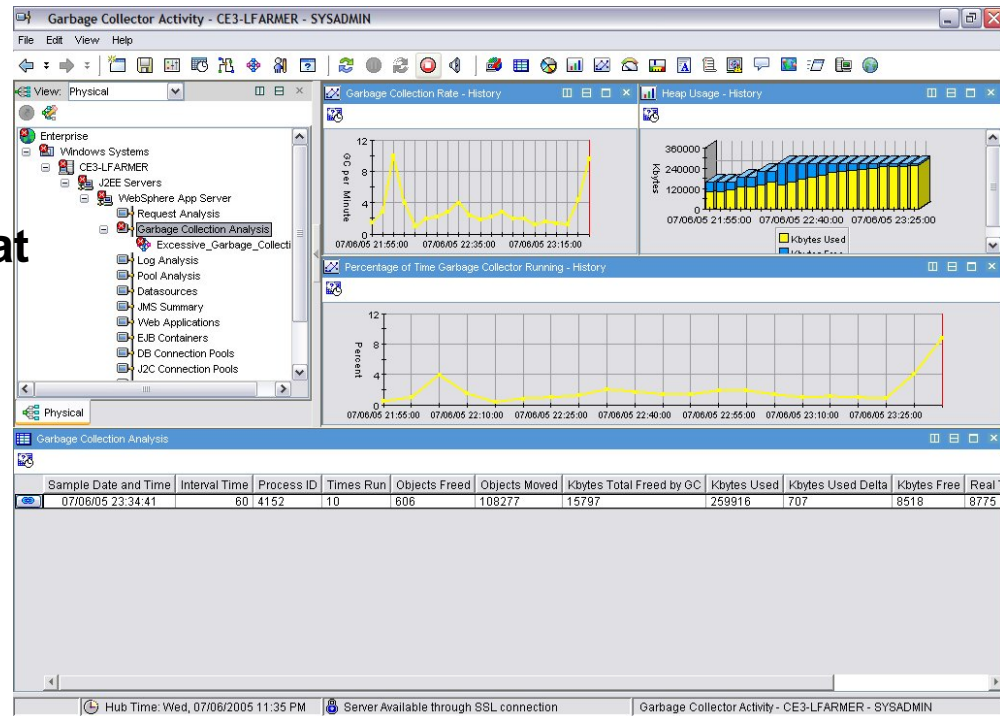 Garbage Collector Activity - CE3-LFARMER - SYSADMIN
File Edit View Help
View: Physical
Enterprise
Windows Systems
CE3-LFARMER
J2EE Servers
WebSphere App Server
Request Analysis
Garbage Collection Analysis
Excessive_Garbage_Collecti
Log Analysis
Pool Analysis
Datasources
JMS Summary
Web Applications
EJB Containers
DB Connection Pools
J2C Connection Pools
Physical
at
Garbage Collection Rate - History
GC per Minute
12
8
4
0
07/06/05 21:55:00 07/06/05 22:35:00 07/06/05 23:15:00
Heap Usage - History
Kbytes
360000
240000
120000
0
07/06/05 21:55:00 07/06/05 22:40:00 07/06/05 23:25:00
Kbytes Used
Percentage of Time Garbage Collector Running - History
Percent
12
8
4
0
07/06/05 21:55:00 07/06/05 22:10:00 07/06/05 22:25:00 07/06/05 22:40:00 07/06/05 22:55:00 07/06/05 23:10:00 07/06/05 23:25:00
Garbage Collection Analysis
Sample Date and Time Interval Time Process ID Times Run Objects Freed Objects Moved Kbytes Total Freed by GC Kbytes Used Kbytes Used Delta Kbytes Free Real
07/06/05 23:34:41 60 4152 10 606 108277 15797 259916 707 8518 8775
Hub Time: Wed, 07/06/2005 11:35 PM Server Available through SSL connection Garbage Collector Activity - CE3-LFARMER - SYSADMIN